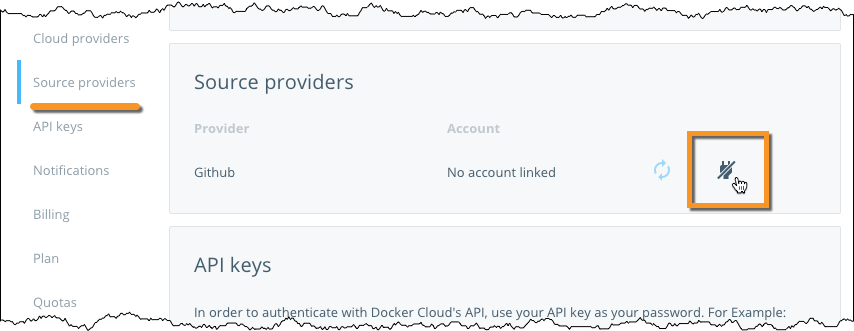 Cloud providers
Source providers
API keys
Notifications
Billing
Plan
Quotas
Source providers
Provider Account
Github No account linked
API keys
In order to authenticate with Docker Cloud's API, use your API key as your password. For Example: